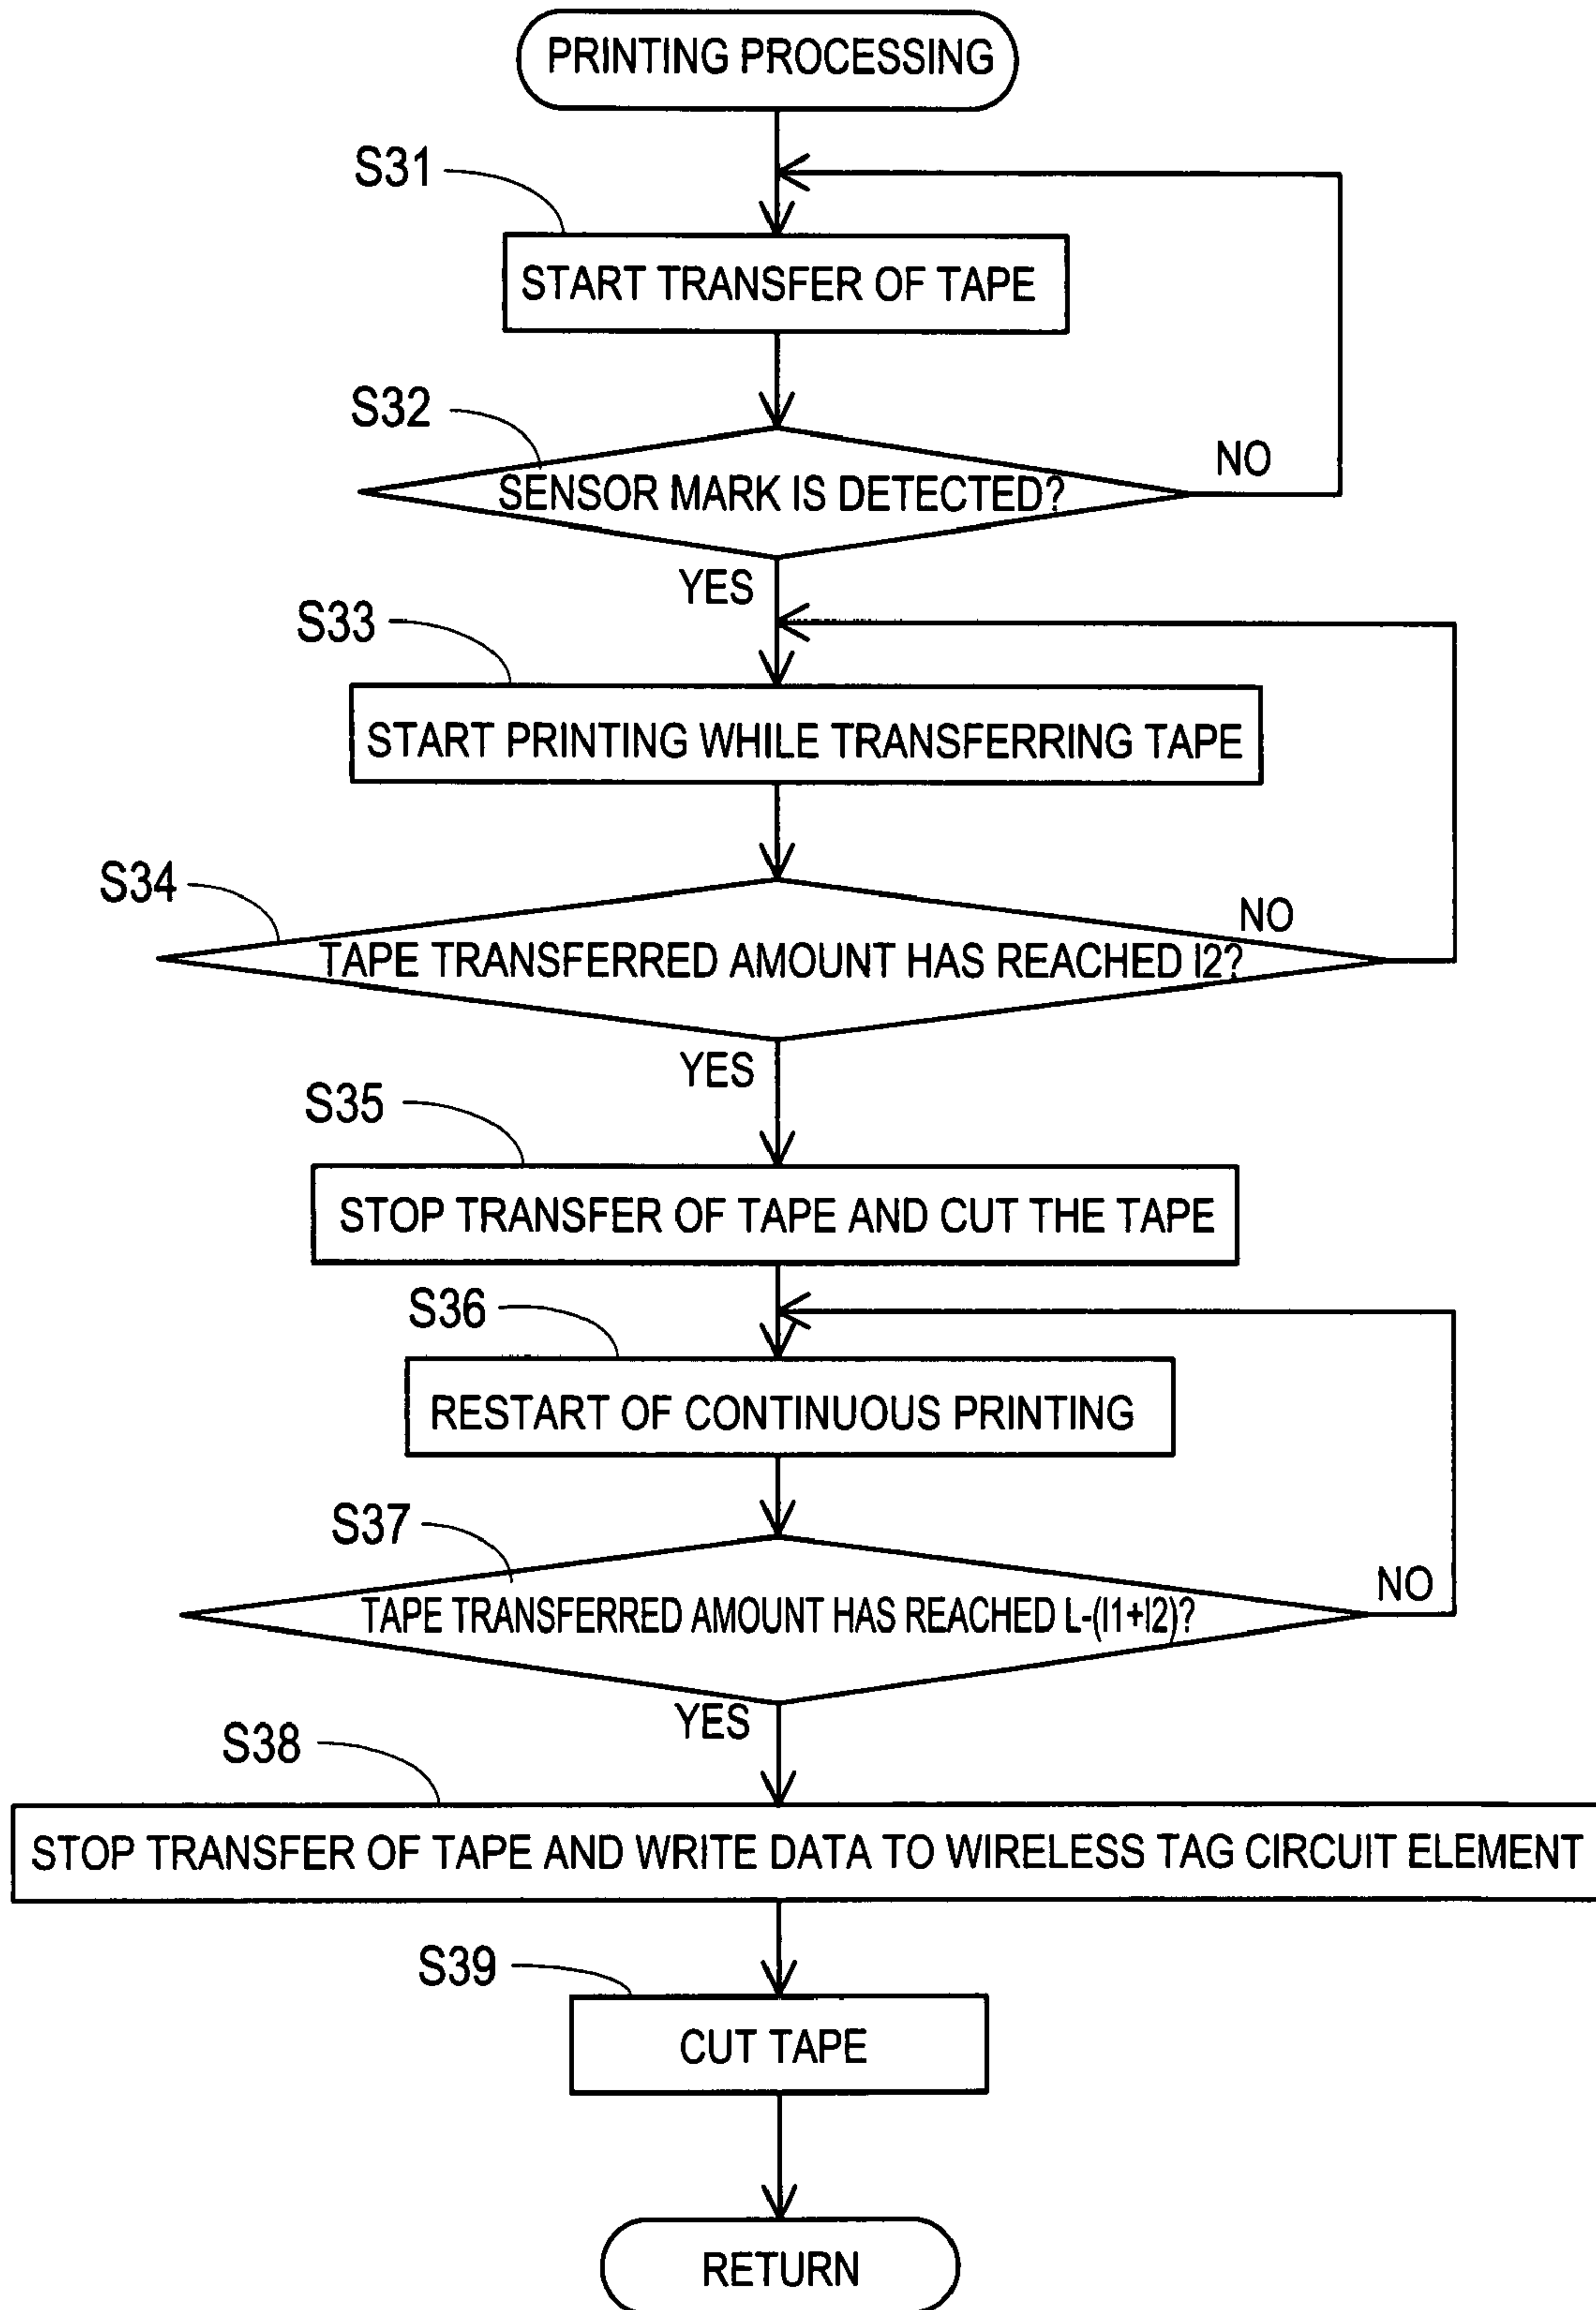 PRINTING PROCESSING
S31
START TRANSFER OF TAPE
S32
SENSOR MARK IS DETECTED?
NO
YES
S33
START PRINTING WHILE TRANSFERRING TAPE
S34
NO
TAPE TRANSFERRED AMOUNT HAS REACHED l2?
YES
S35
STOP TRANSFER OF TAPE AND CUT THE TAPE
S36
RESTART OF CONTINUOUS PRINTING
S37
NO
TAPE TRANSFERRED AMOUNT HAS REACHED L-(l1+l2)?
YES
S38
STOP TRANSFER OF TAPE AND WRITE DATA TO WIRELESS TAG CIRCUIT ELEMENT
S39
CUT TAPE
RETURN